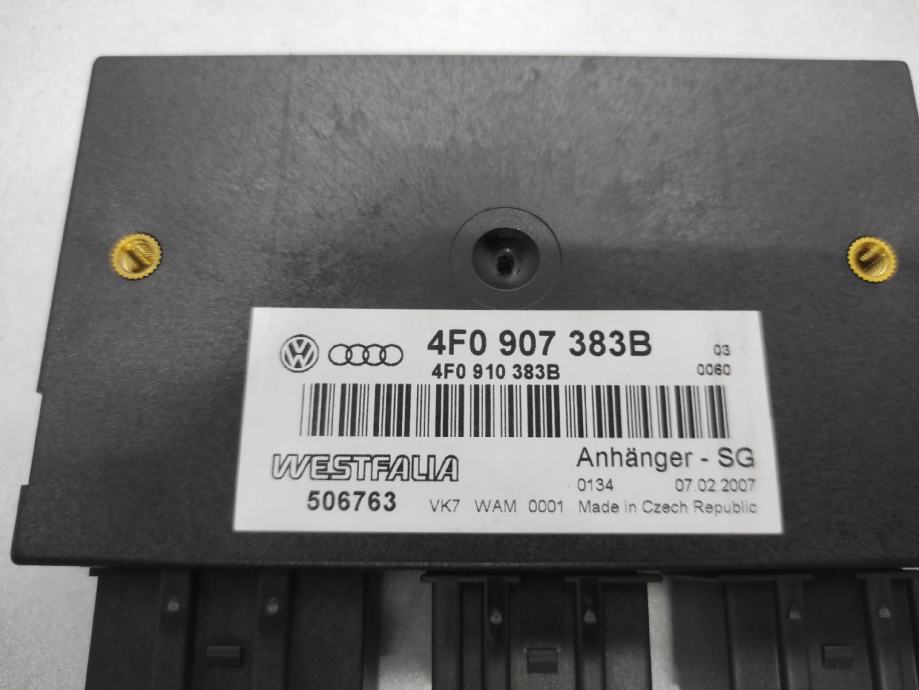 4F0 907 383B 03
4F0 910 383B 0060
WESTFALIA Anhänger - SG
506763 0134 07.02.2007
VK7 WAM 0001 Made in Czech Republic